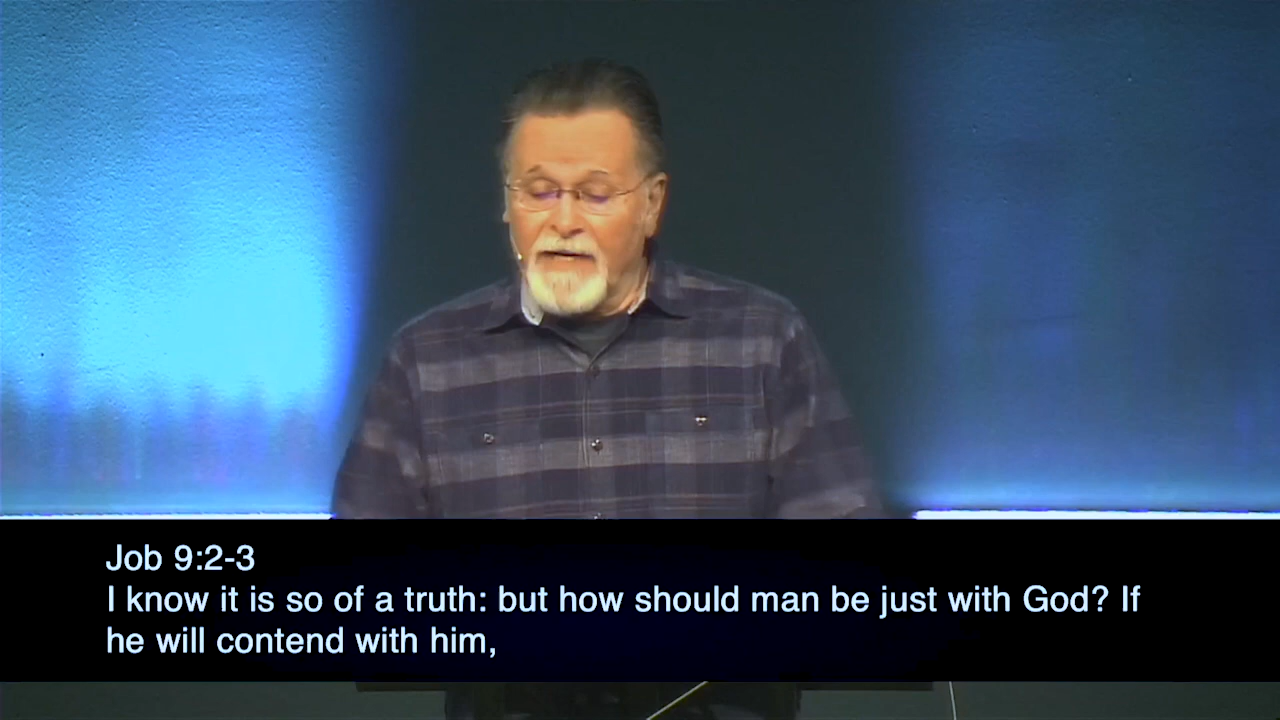 Job 9:2-3
I know it is so of a truth: but how should man be just with God? If
he will contend with him,